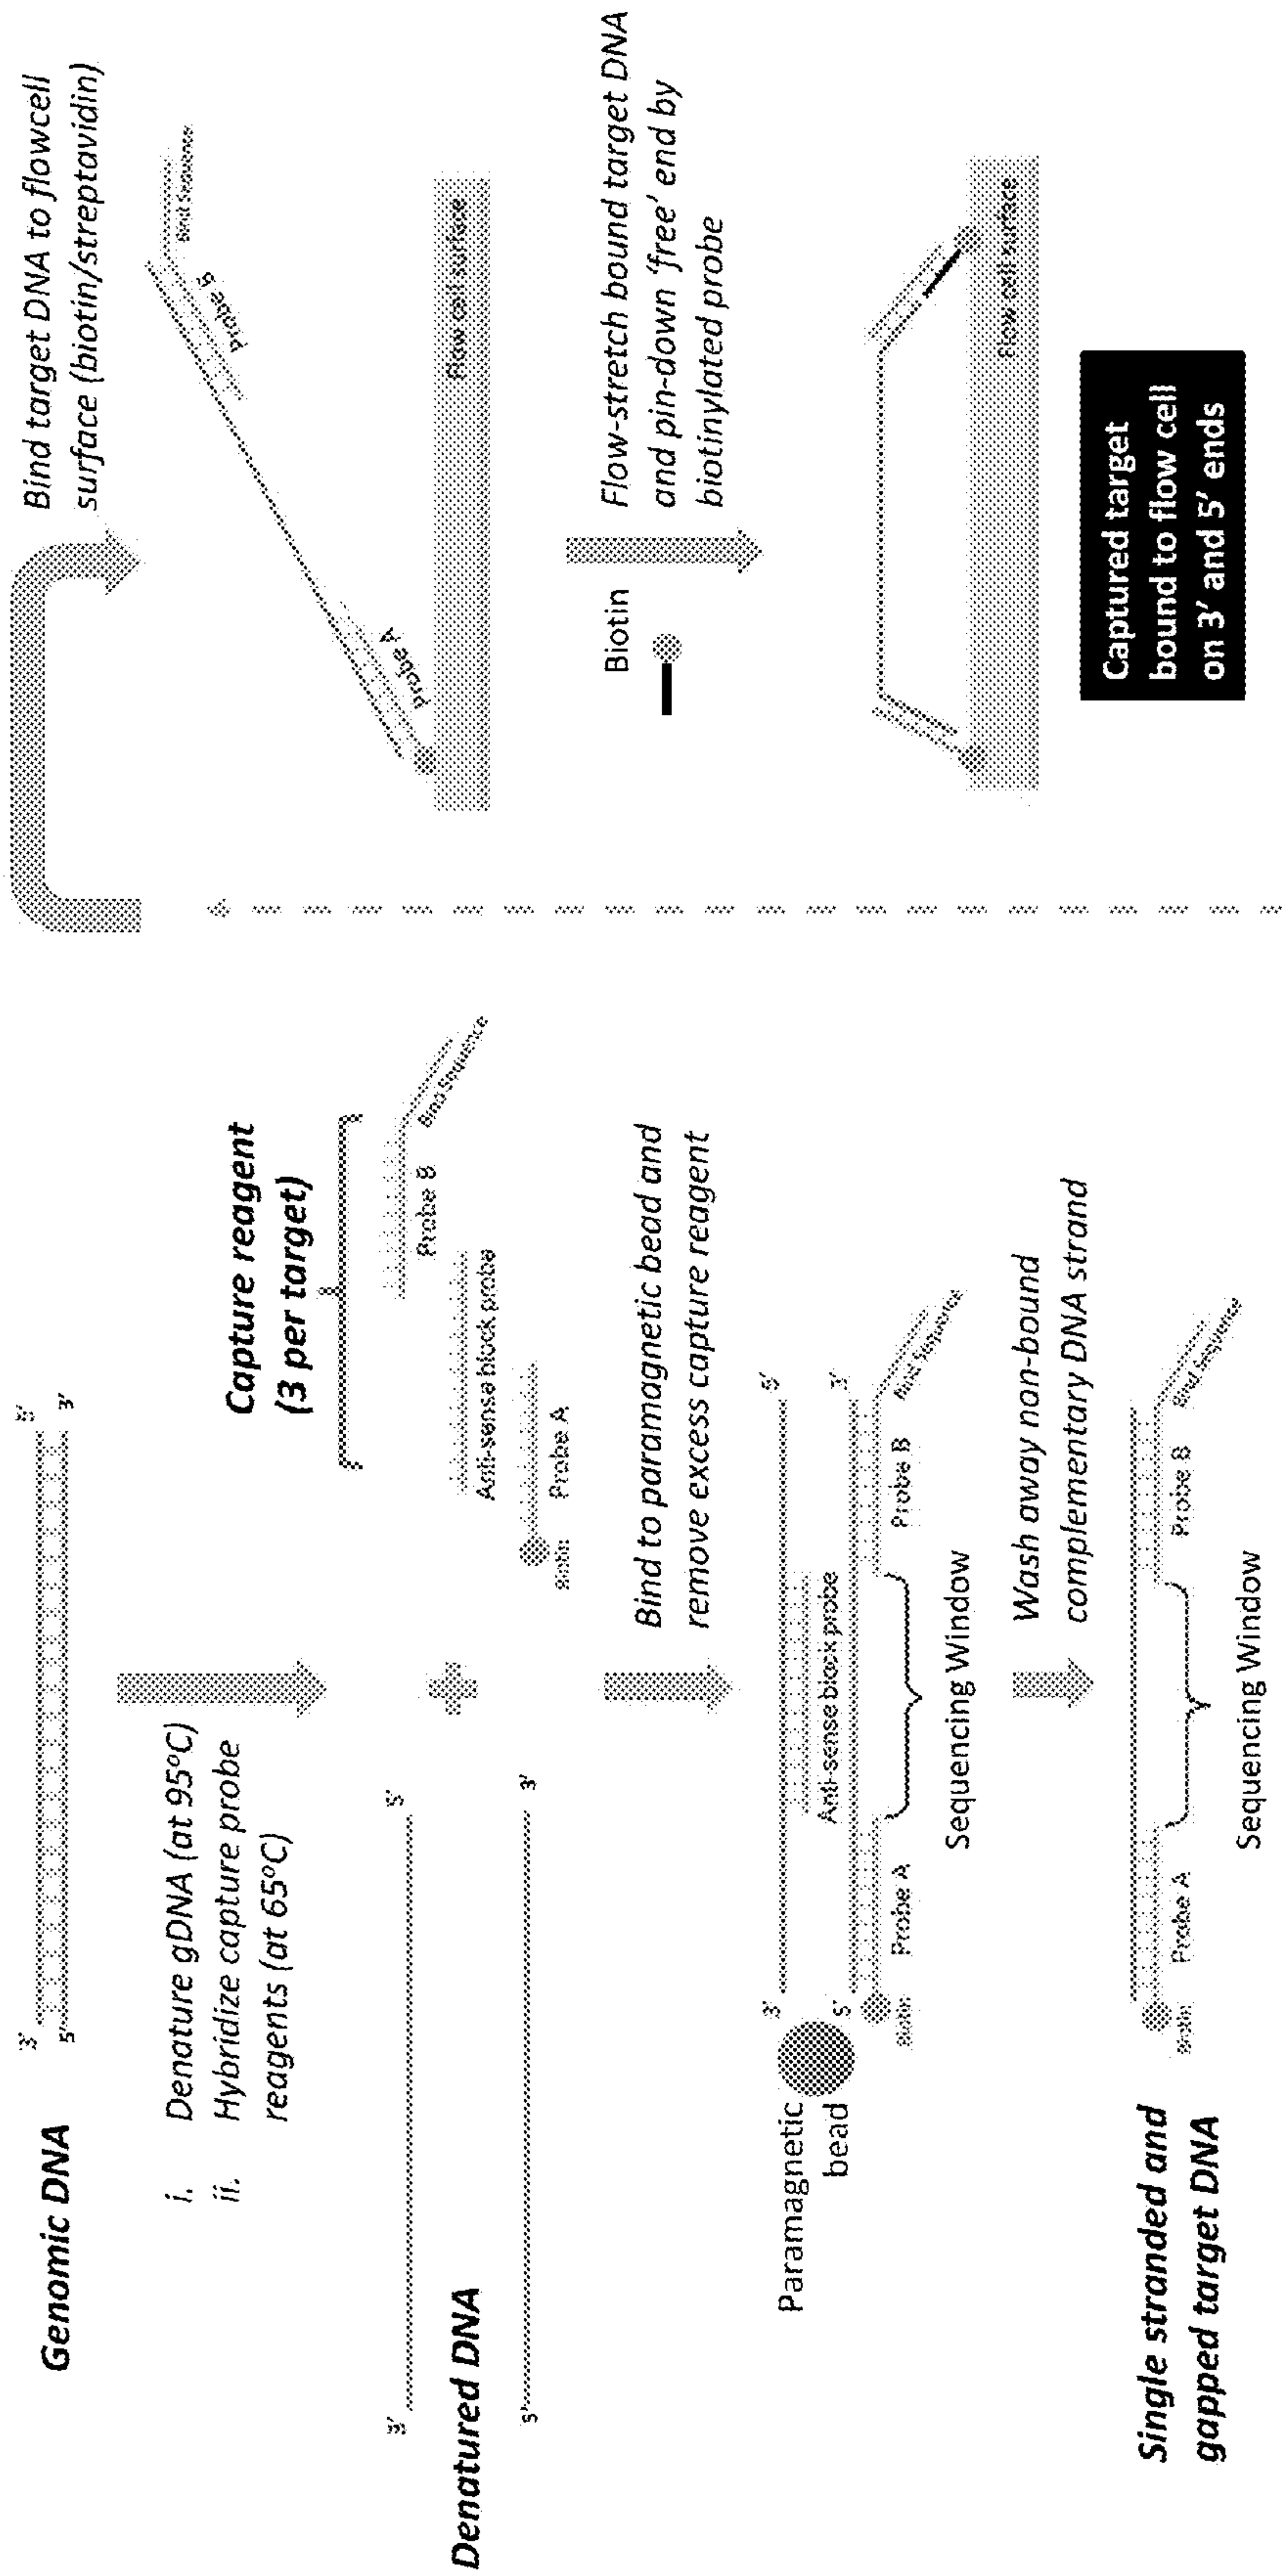 Genomic DNA
3'
5'
5'
3'
i. Denature gDNA (at 95°C)
ii. Hybridize capture probe
reagents (at 65°C)
Capture reagent
(3 per target)
Denatured DNA
3'
5'
5'
3'
Probe B
Bind Sequence
Anti-sense block probe
Probe A
Biotin
Bind to paramagnetic bead and
remove excess capture reagent
Paramagnetic
bead
3'
5'
5'
3'
Anti-sense block probe
Biotin
Probe A
Probe B
Bind Sequence
Sequencing Window
Wash away non-bound
complementary DNA strand
Single stranded and
gapped target DNA
Biotin
Probe A
Probe B
Bind Sequence
Sequencing Window
Bind target DNA to flowcell
surface (biotin/streptavidin)
Probe A
Probe B
Bind Sequence
Flow cell surface
Biotin
Flow-stretch bound target DNA
and pin-down 'free' end by
biotinylated probe
Flow cell surface
Captured target
bound to flow cell
on 3' and 5' ends